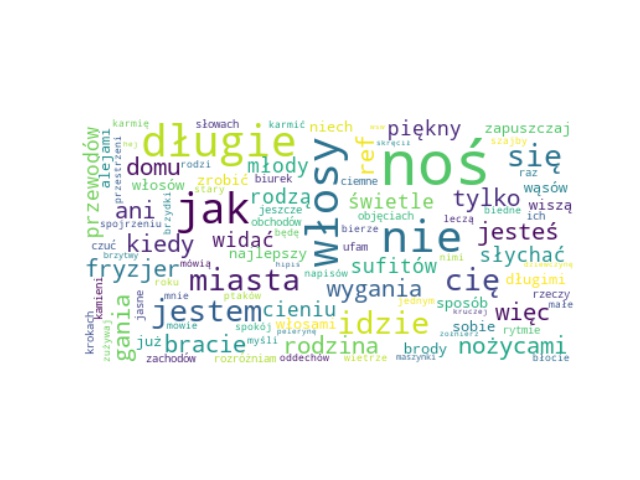 karmię
słowach
karmić
niech
piękny
zapuszczaj
długie
noś
szajby
przewodów
alejami
przestrzeni
nej
włosy
ref
skręcić
się
domu
rodzi
młody
biurek
ciemne
raz
włosów
zrobić
stary
rodzą
światle
tylko
wąsów
ani
brzydki
jak
jeszcze
objęciach
wiszą
spojrzeniu
obchodów
leczą
biedne
ich
kiedy
widać
będę
bierze
nie
jesteś
czuć
najlepszy
ufam
słychać
brzytwy
fryzjer
mówią
hipis
napisów
sufitów
nimi
kamieni
roku
miasta
wygania
cię
długimi
jasne
mnie
ptaków
jednym
sposób
rzeczy
małe
krokach
zużywaj
gania
jestem
cieniu
kruczej
więc
mowie
spokój
włosami
idzie
sobie
rytmie
już
bracie
myśli
pelerynę
rodzina
brody
żołnierz
nożycami
zachodów
rozróżniam
oddechów
wietrze
maszynki
błocie